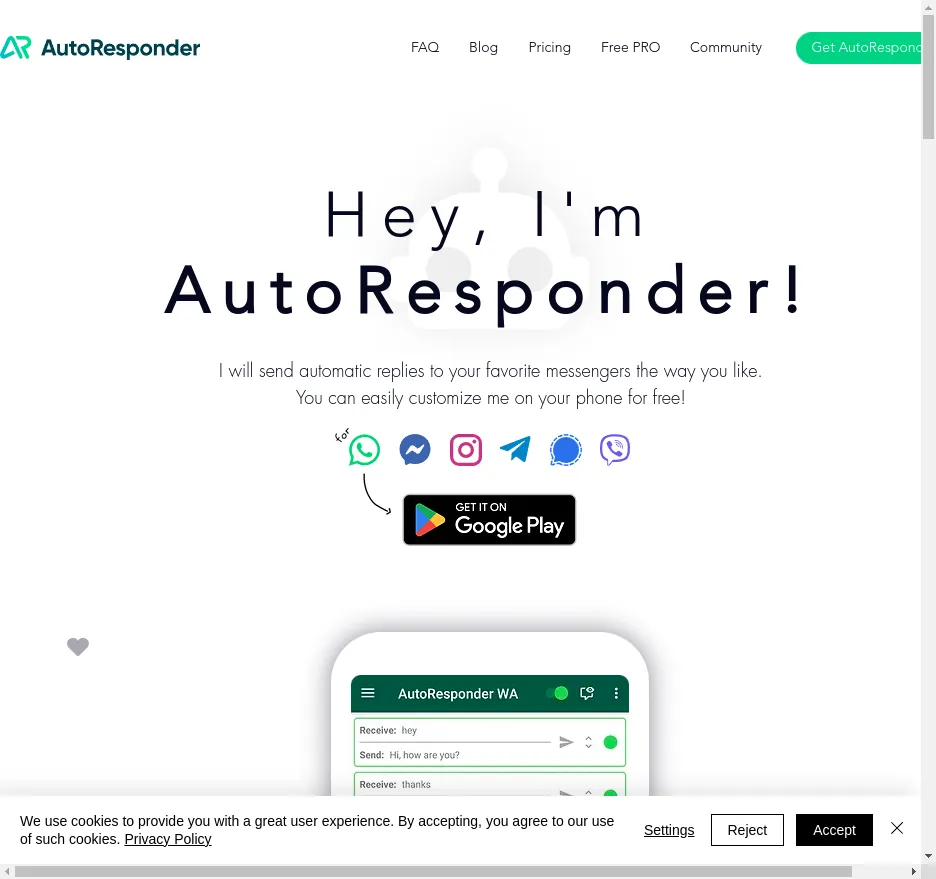 AutoResponder
FAQ
Blog
Pricing
Free PRO
Community
Get AutoRespond
Hey, I'm
AutoResponder!
I will send automatic replies to your favorite messengers the way you like.
You can easily customize me on your phone for free!
for
GET IT ON
Google Play
AutoResponder WA
Receive: hey
Send: Hi, how are you?
Receive: thanks
We use cookies to provide you with a great user experience. By accepting, you agree to our use
of such cookies. Privacy Policy
Settings
Reject
Accept